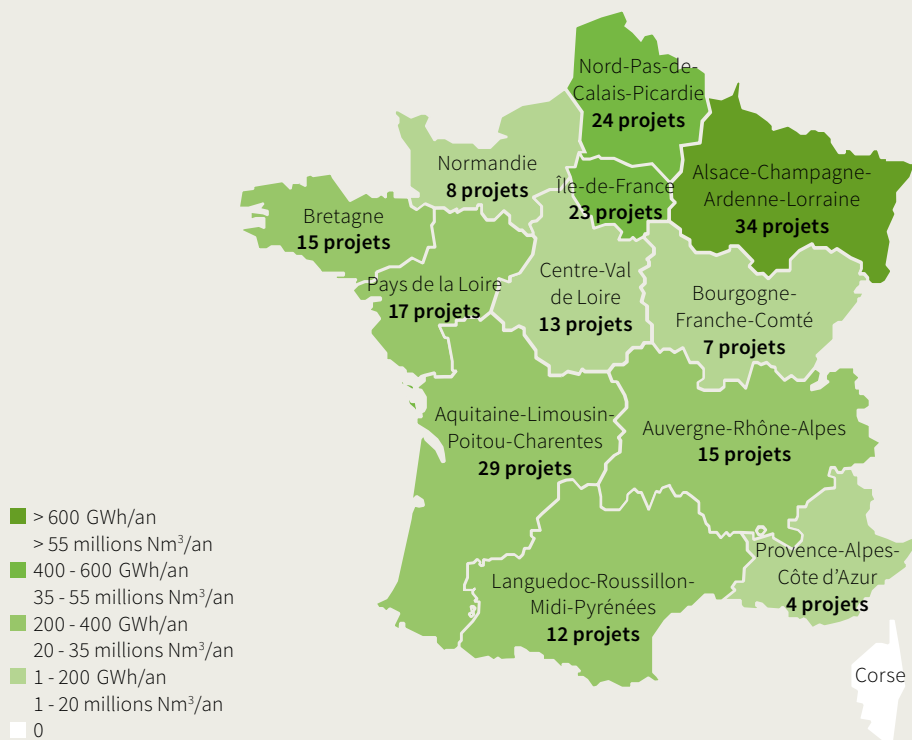 Nord-Pas-de-
Calais-Picardie
24 projets
Normandie
8 projets
Île-de-France
23 projets
Alsace-Champagne-
Ardenne-Lorraine
34 projets
Bretagne
15 projets
Pays de la Loire
17 projets
Centre-Val
de Loire
13 projets
Bourgogne-
Franche-Comté
7 projets
Aquitaine-Limousin-
Poitou-Charentes
29 projets
Auvergne-Rhône-Alpes
15 projets
Languedoc-Roussillon-
Midi-Pyrénées
12 projets
Provence-Alpes-
Côte d'Azur
4 projets
Corse
> 600 GWh/an
> 55 millions Nm³/an
400 - 600 GWh/an
35 - 55 millions Nm³/an
200 - 400 GWh/an
20 - 35 millions Nm³/an
1 - 200 GWh/an
1 - 20 millions Nm³/an
0